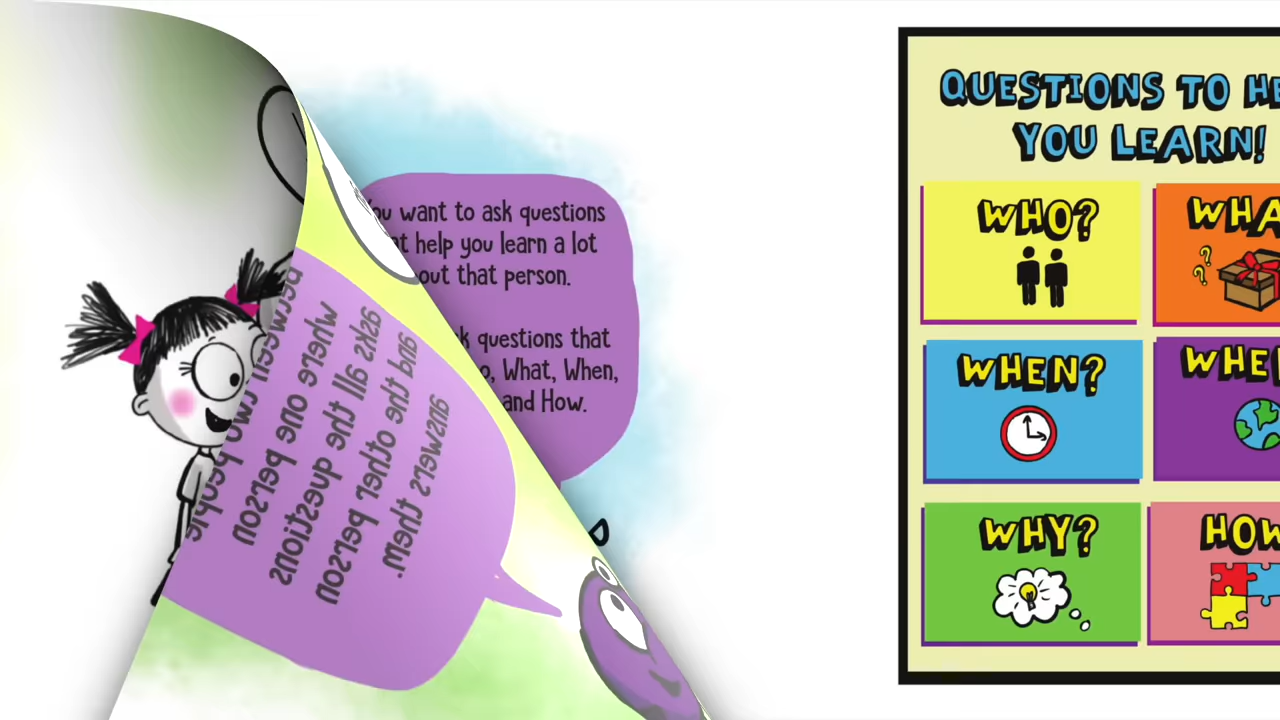 ou want to ask questions
at help you learn a lot
out that person.
k questions that
o, What, When,
and How.
between two people
where one person
asks all the questions
and the other person
answers them.
QUESTIONS TO HE
YOU LEARN!
WHO?
WHA
WHEN?
WHE
WHY?
HOW